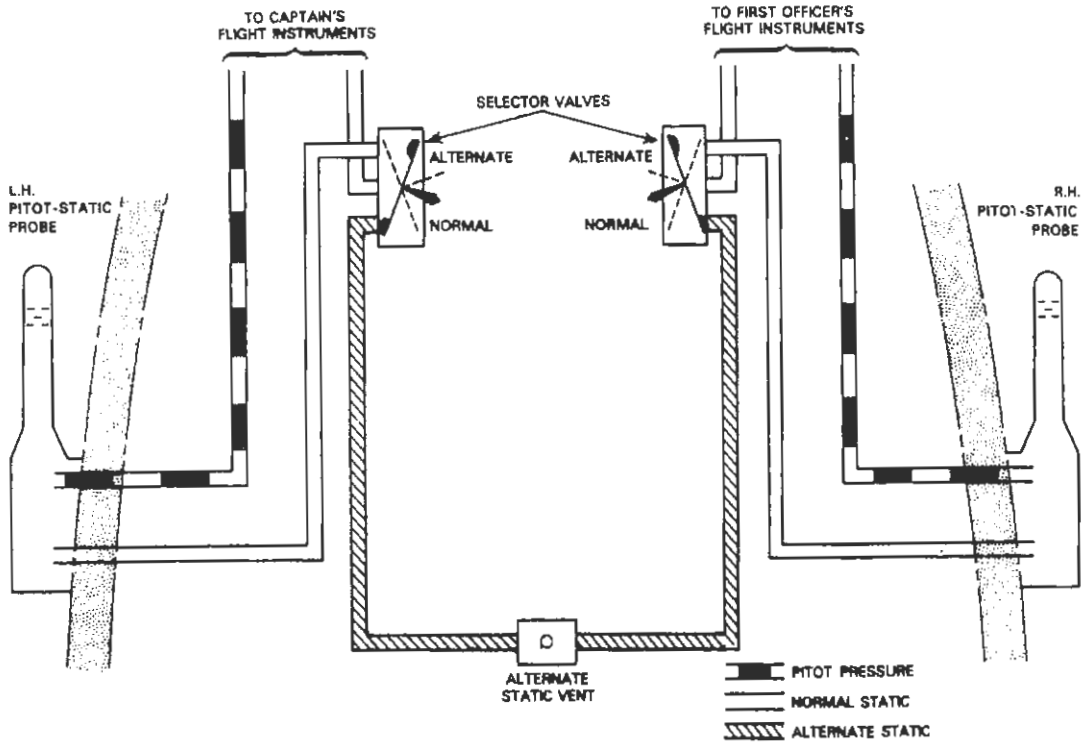 TO CAPTAIN'S
FLIGHT INSTRUMENTS
TO FIRST OFFICER'S
FLIGHT INSTRUMENTS
SELECTOR VALVES
ALTERNATE
ALTERNATE
L.H.
PITOT-STATIC
PROBE
R.H.
PITOT-STATIC
PROBE
NORMAL
NORMAL
ALTERNATE
STATIC VENT
PITOT PRESSURE
NORMAL STATIC
ALTERNATE STATIC